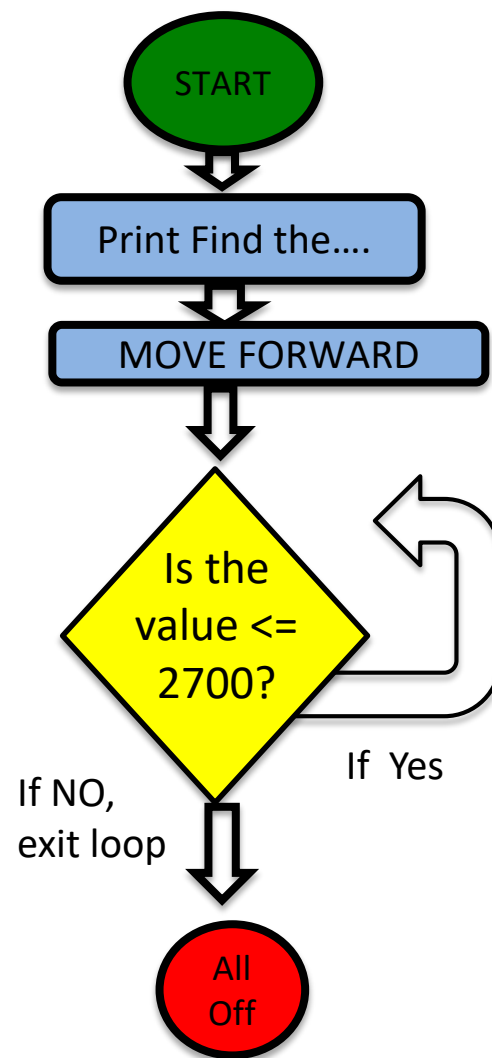 START
Print Find the....
MOVE FORWARD
Is the
value <=
2700?
If Yes
If NO,
exit loop
All
Off